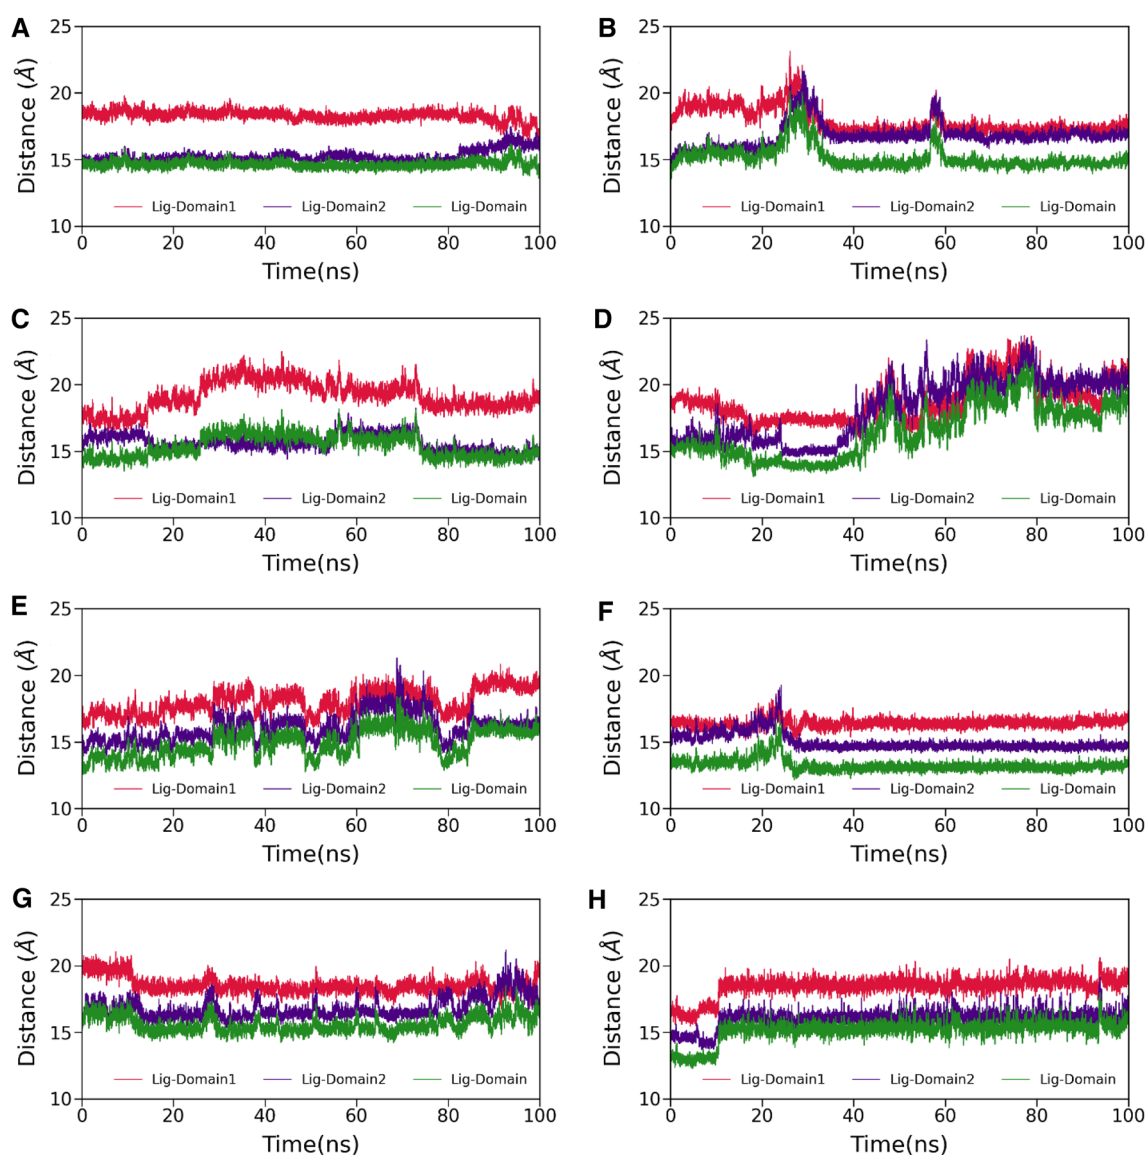 A B
25 25
20 20
15 15
10 10
Distance (Å) Distance (Å)
Lig-Domain1 Lig-Domain2 Lig-Domain Lig-Domain1 Lig-Domain2 Lig-Domain
0 20 40 60 80 100 0 20 40 60 80 100
Time(ns) Time(ns)
C D
25 25
20 20
15 15
10 10
Distance (Å) Distance (Å)
Lig-Domain1 Lig-Domain2 Lig-Domain Lig-Domain1 Lig-Domain2 Lig-Domain
0 20 40 60 80 100 0 20 40 60 80 100
Time(ns) Time(ns)
E F
25 25
20 20
15 15
10 10
Distance (Å) Distance (Å)
Lig-Domain1 Lig-Domain2 Lig-Domain Lig-Domain1 Lig-Domain2 Lig-Domain
0 20 40 60 80 100 0 20 40 60 80 100
Time(ns) Time(ns)
G H
25 25
20 20
15 15
10 10
Distance (Å) Distance (Å)
Lig-Domain1 Lig-Domain2 Lig-Domain Lig-Domain1 Lig-Domain2 Lig-Domain
0 20 40 60 80 100 0 20 40 60 80 100
Time(ns) Time(ns)